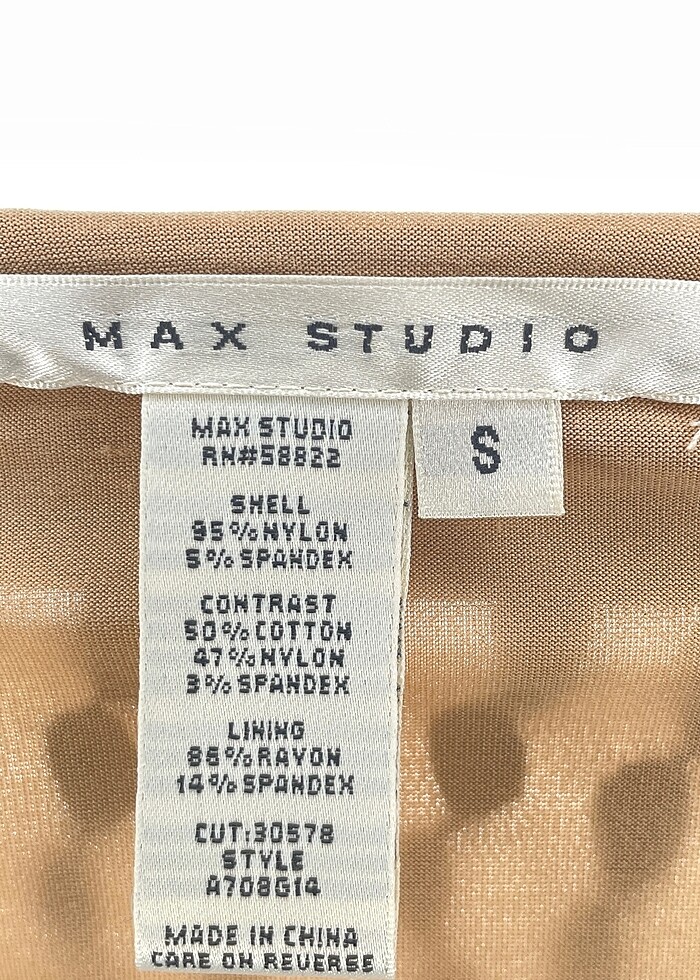 MAX STUDIO
MAX STUDIO
RN#58822
S
SHELL
95%NYLON
5%SPANDEX
CONTRAST
50%COTTON
47%NYLON
3%SPANDEX
LINING
86%RAYON
14%SPANDEX
CUT:30578
STYLE
A708G14
MADE IN CHINA
CARE ON REVERSE